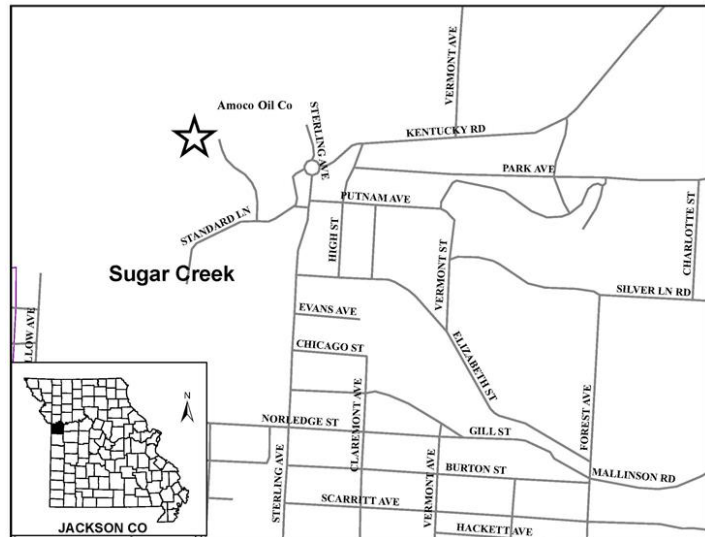 VERMONT AVE
Amoco Oil Co
STERLING AVE
KENTUCKY RD
PARK AVE
PUTNAM AVE
CHARLOTTE ST
STANDARD LN
HIGH ST
VERMONT ST
Sugar Creek
SILVER LN RD
EVANS AVE
LLOW AVE
ELIZABETH ST
CHICAGO ST
FOREST AVE
N
CLAREMONT AVE
NORLEDGE ST
GILL ST
STERLING AVE
VERMONT AVE
BURTON ST
MALLINSON RD
SCARRITT AVE
HACKETT AVE
JACKSON CO